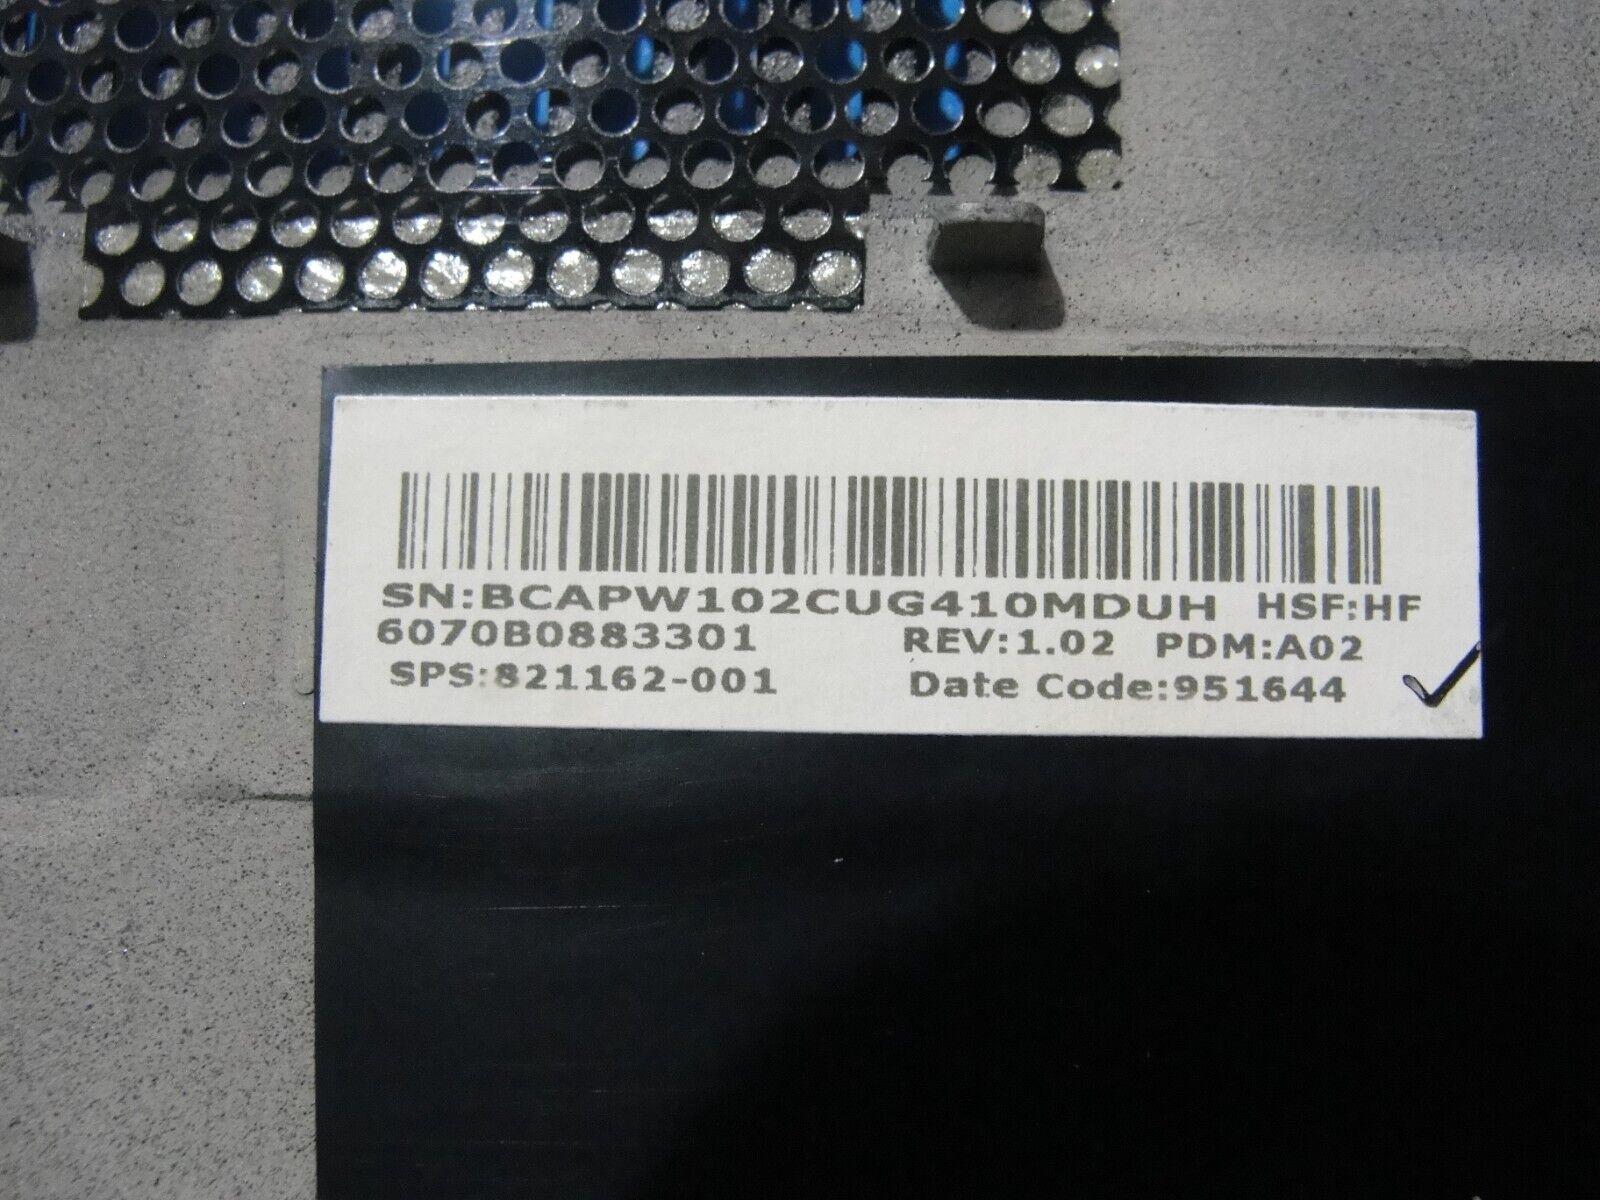 SN:BCAPW102CUG410MDUH HSF:HF
6070B0883301 REV:1.02 PDM:A02
SPS:821162-001 Date Code:951644